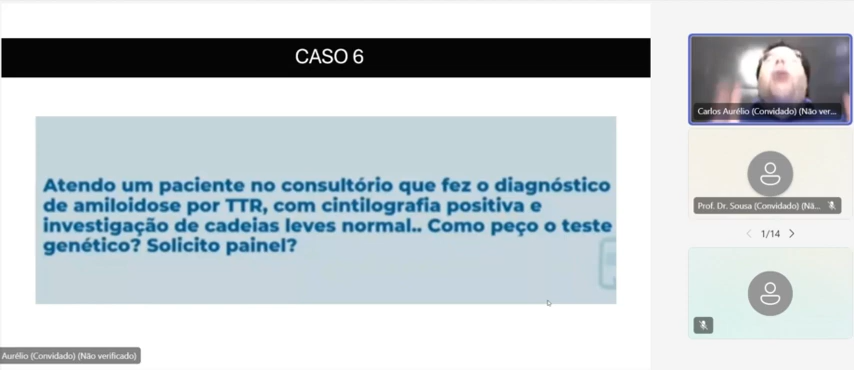 CASO 6
Atendo um paciente no consultório que fez o diagnóstico
de amiloidose por TTR, com cintilografia positiva e
investigação de cadeias leves normal.. Como peço o teste
genético? Solicito painel?
Aurélio (Convidado) (Não verificado)
Carlos Aurélio (Convidado) (Não ver...
Prof. Dr. Sousa (Convidado) (Nã...
1/14